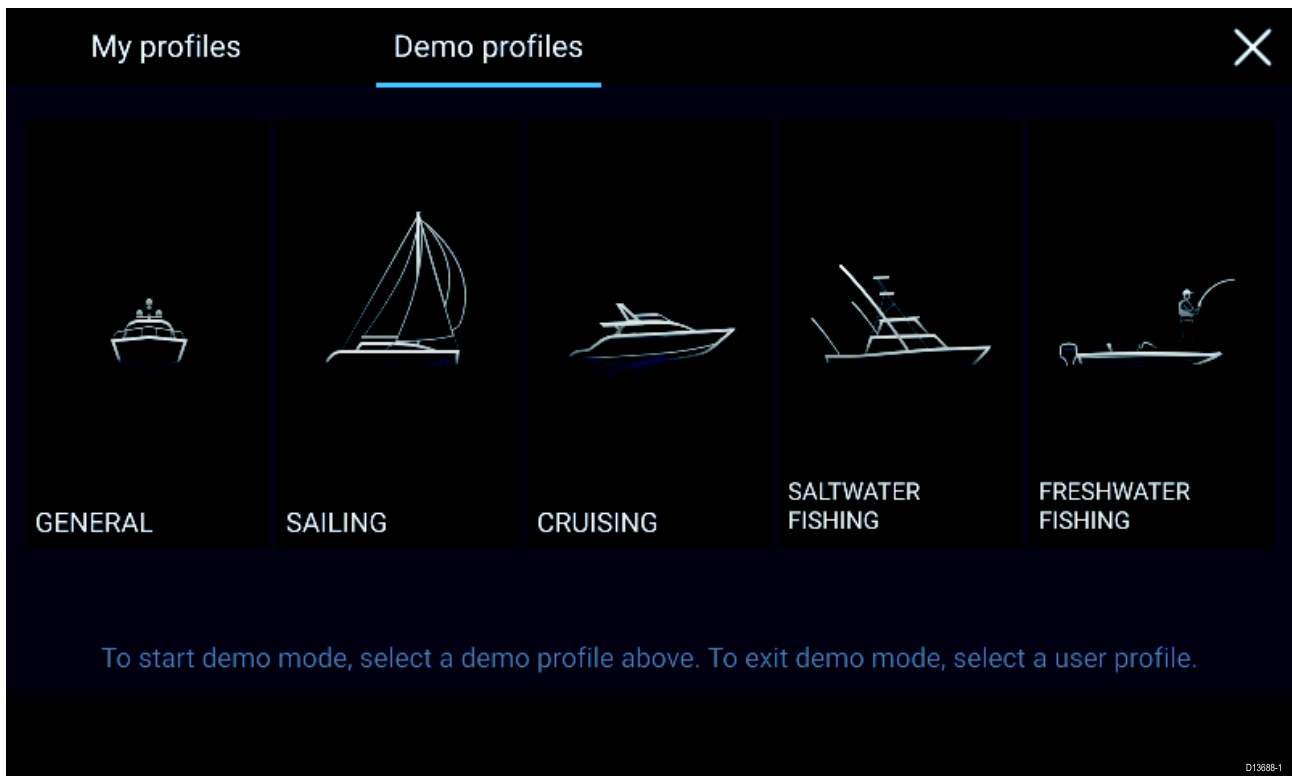 My profiles
Demo profiles
GENERAL
SAILING
CRUISING
SALTWATER
FISHING
FRESHWATER
FISHING
To start demo mode, select a demo profile above. To exit demo mode, select a user profile.
D13688-1